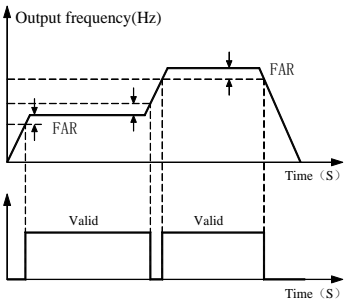 Output frequency(Hz)
FAR
FAR
Time（S）
Valid
Valid
Time（S）